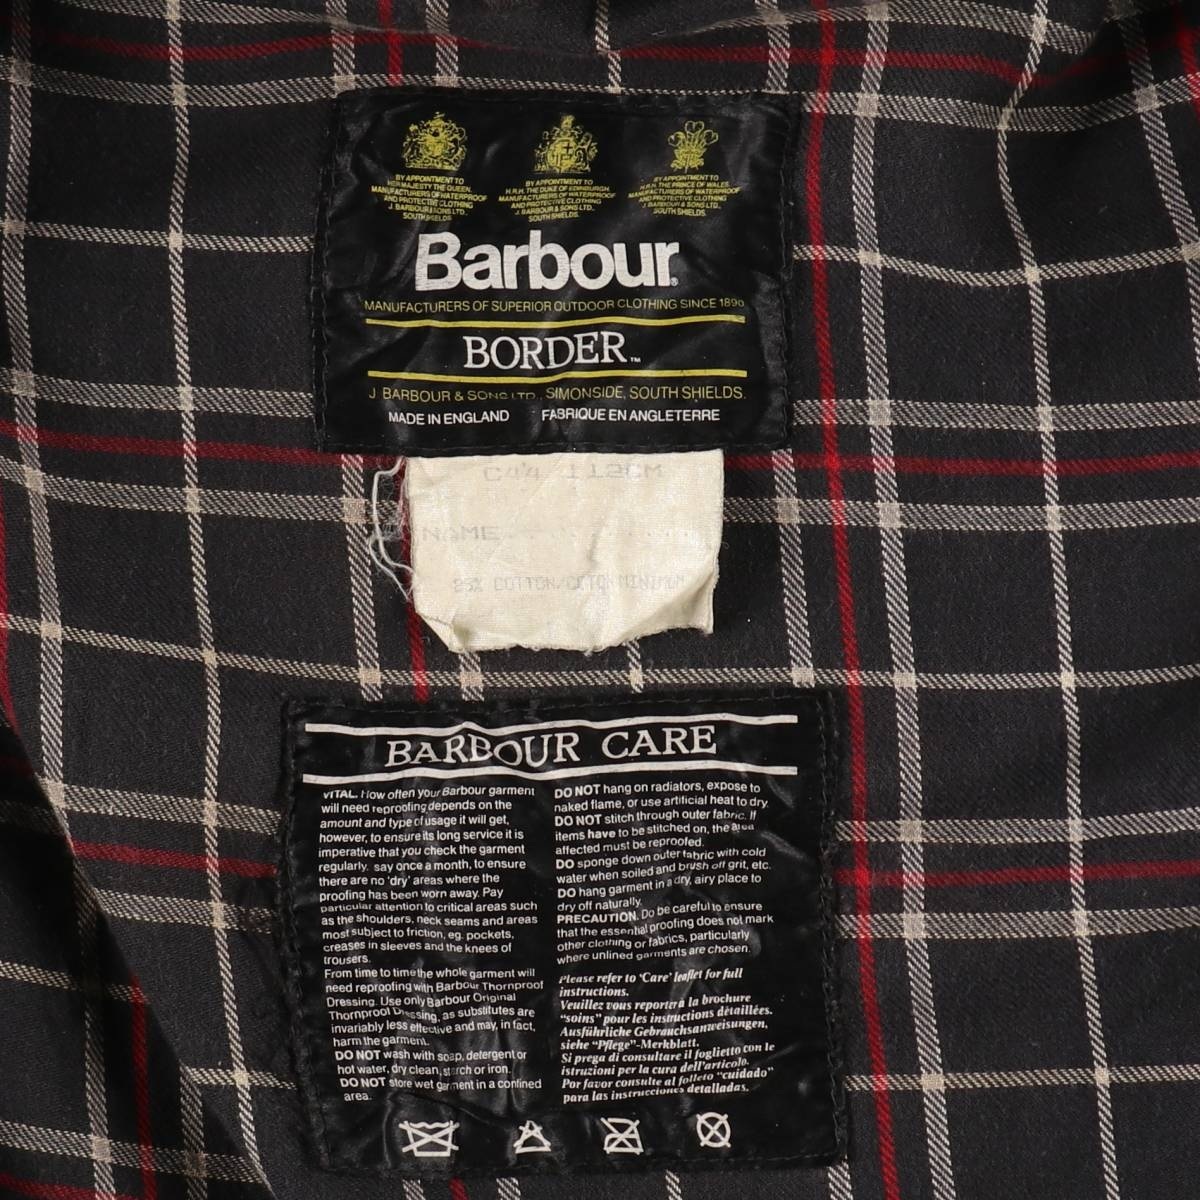 BY APPOINTMENT TO
HER MAJESTY THE QUEEN
MANUFACTURERS OF WATERPROOF
AND PROTECTIVE CLOTHING
J. BARBOUR & SONS LTD.
SOUTH SHIELDS
BY APPOINTMENT TO
H.R.H. THE DUKE OF EDINBURGH.
MANUFACTURERS OF WATERPROOF
AND PROTECTIVE CLOTHING
J. BARBOUR & SONS LTD.
SOUTH SHIELDS.
BY APPOINTMENT TO
H.R.H. THE PRINCE OF WALES
MANUFACTURERS OF WATERPROOF
AND PROTECTIVE CLOTHING
J. BARBOUR & SONS LTD.
SOUTH SHIELDS.
Barbour®
MANUFACTURERS OF SUPERIOR OUTDOOR CLOTHING SINCE 1890
BORDER™
J. BARBOUR & SONS LTD., SIMONSIDE, SOUTH SHIELDS.
MADE IN ENGLAND FABRIQUE EN ANGLETERRE
C44 112CM
NAME
25% COTTON/COTON MINIMUM
BARBOUR CARE
VITAL. How often your Barbour garment
will need reproofing depends on the
amount and type of usage it will get,
however, to ensure its long service it is
imperative that you check the garment
regularly, say once a month, to ensure
there are no 'dry' areas where the
proofing has been worn away. Pay
particular attention to critical areas such
as the shoulders, neck seams and areas
most subject to friction, eg. pockets,
creases in sleeves and the knees of
trousers.
From time to time the whole garment will
need reproofing with Barbour Thornproof
Dressing. Use only Barbour Original
Thornproof Dressing, as substitutes are
invariably less effective and may, in fact,
harm the garment.
DO NOT wash with soap, detergent or
hot water, dry clean, starch or iron.
DO NOT store wet garment in a confined
area.
DO NOT hang on radiators, expose to
naked flame, or use artificial heat to dry.
DO NOT stitch through outer fabric. If
items have to be stitched on, the area
affected must be reproofed.
DO sponge down outer fabric with cold
water when soiled and brush off grit, etc.
DO hang garment in a dry, airy place to
dry off naturally.
PRECAUTION. Do be careful to ensure
that the essential proofing does not mark
other clothing or fabrics, particularly
where unlined garments are chosen.
Please refer to 'Care' leaflet for full
instructions.
Veuillez vous reporter à la brochure
"soins" pour les instructions détaillées.
Ausführliche Gebrauchsanweisungen,
siehe "Pflege"-Merkblatt.
Si prega di consultare il foglietto con le
istruzioni per la cura dell'articolo.
Por favor consulte al folleto "cuidado"
para las instrucciones detalladas.